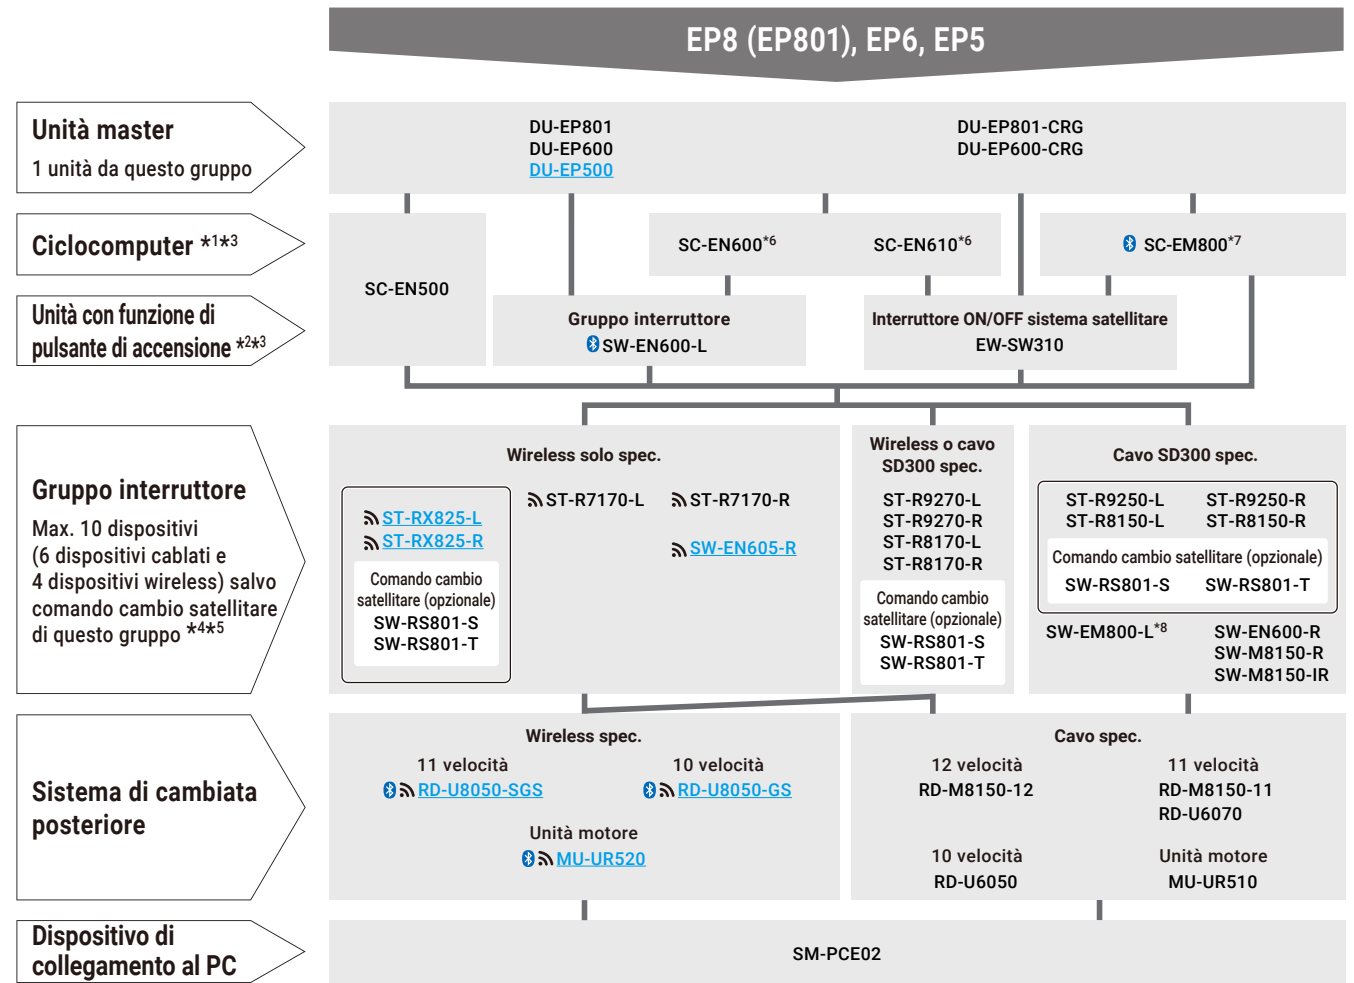 EP8 (EP801), EP6, EP5
Unità master
1 unità da questo gruppo
DU-EP801
DU-EP600
DU-EP500
DU-EP801-CRG
DU-EP600-CRG
Ciclocomputer *1*3
SC-EN500
SC-EN600*6
SC-EN610*6
SC-EM800*7
Unità con funzione di
pulsante di accensione *2*3
Gruppo interruttore
SW-EN600-L
Interruttore ON/OFF sistema satellitare
EW-SW310
Gruppo interruttore
Max. 10 dispositivi
(6 dispositivi cablati e
4 dispositivi wireless) salvo
comando cambio satellitare
di questo gruppo *4*5
Wireless solo spec.
ST-RX825-L
ST-RX825-R
Comando cambio
satellitare (opzionale)
SW-RS801-S
SW-RS801-T
ST-R7170-L
ST-R7170-R
SW-EN605-R
Wireless o cavo
SD300 spec.
ST-R9270-L
ST-R9270-R
ST-R8170-L
ST-R8170-R
Comando cambio
satellitare (opzionale)
SW-RS801-S
SW-RS801-T
Cavo SD300 spec.
ST-R9250-L ST-R9250-R
ST-R8150-L ST-R8150-R
Comando cambio satellitare (opzionale)
SW-RS801-S SW-RS801-T
SW-EM800-L*8
SW-EN600-R
SW-M8150-R
SW-M8150-IR
Sistema di cambiata
posteriore
Wireless spec.
11 velocità
RD-U8050-SGS
10 velocità
RD-U8050-GS
Unità motore
MU-UR520
Cavo spec.
12 velocità
RD-M8150-12
11 velocità
RD-M8150-11
RD-U6070
10 velocità
RD-U6050
Unità motore
MU-UR510
Dispositivo di
collegamento al PC
SM-PCE02